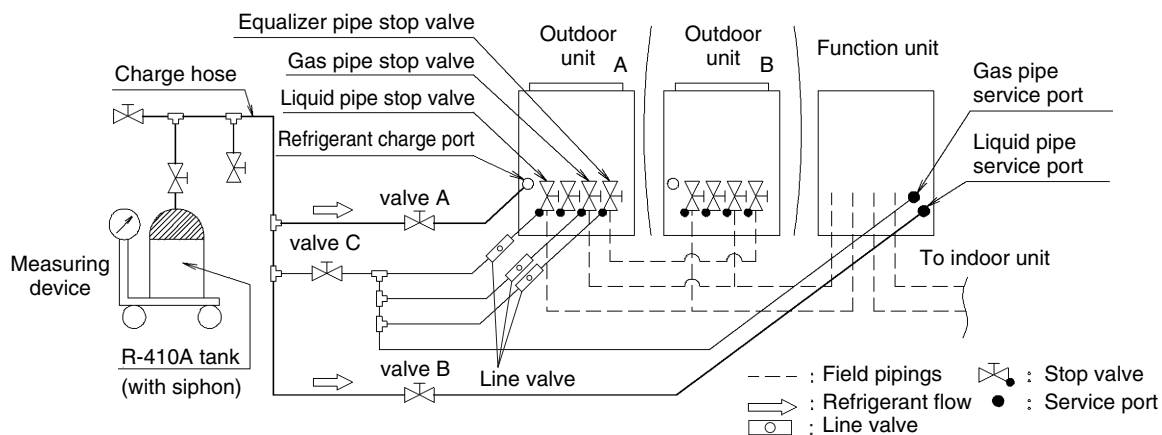 Equalizer pipe stop valve
Gas pipe stop valve
Liquid pipe stop valve
Refrigerant charge port
Charge hose
Outdoor
unit
A
Outdoor
unit
B
Function unit
Gas pipe
service port
Liquid pipe
service port
valve A
valve C
Measuring
device
To indoor unit
R-410A tank
(with siphon)
valve B
Line valve
: Field pipings
: Stop valve
: Refrigerant flow
: Service port
: Line valve